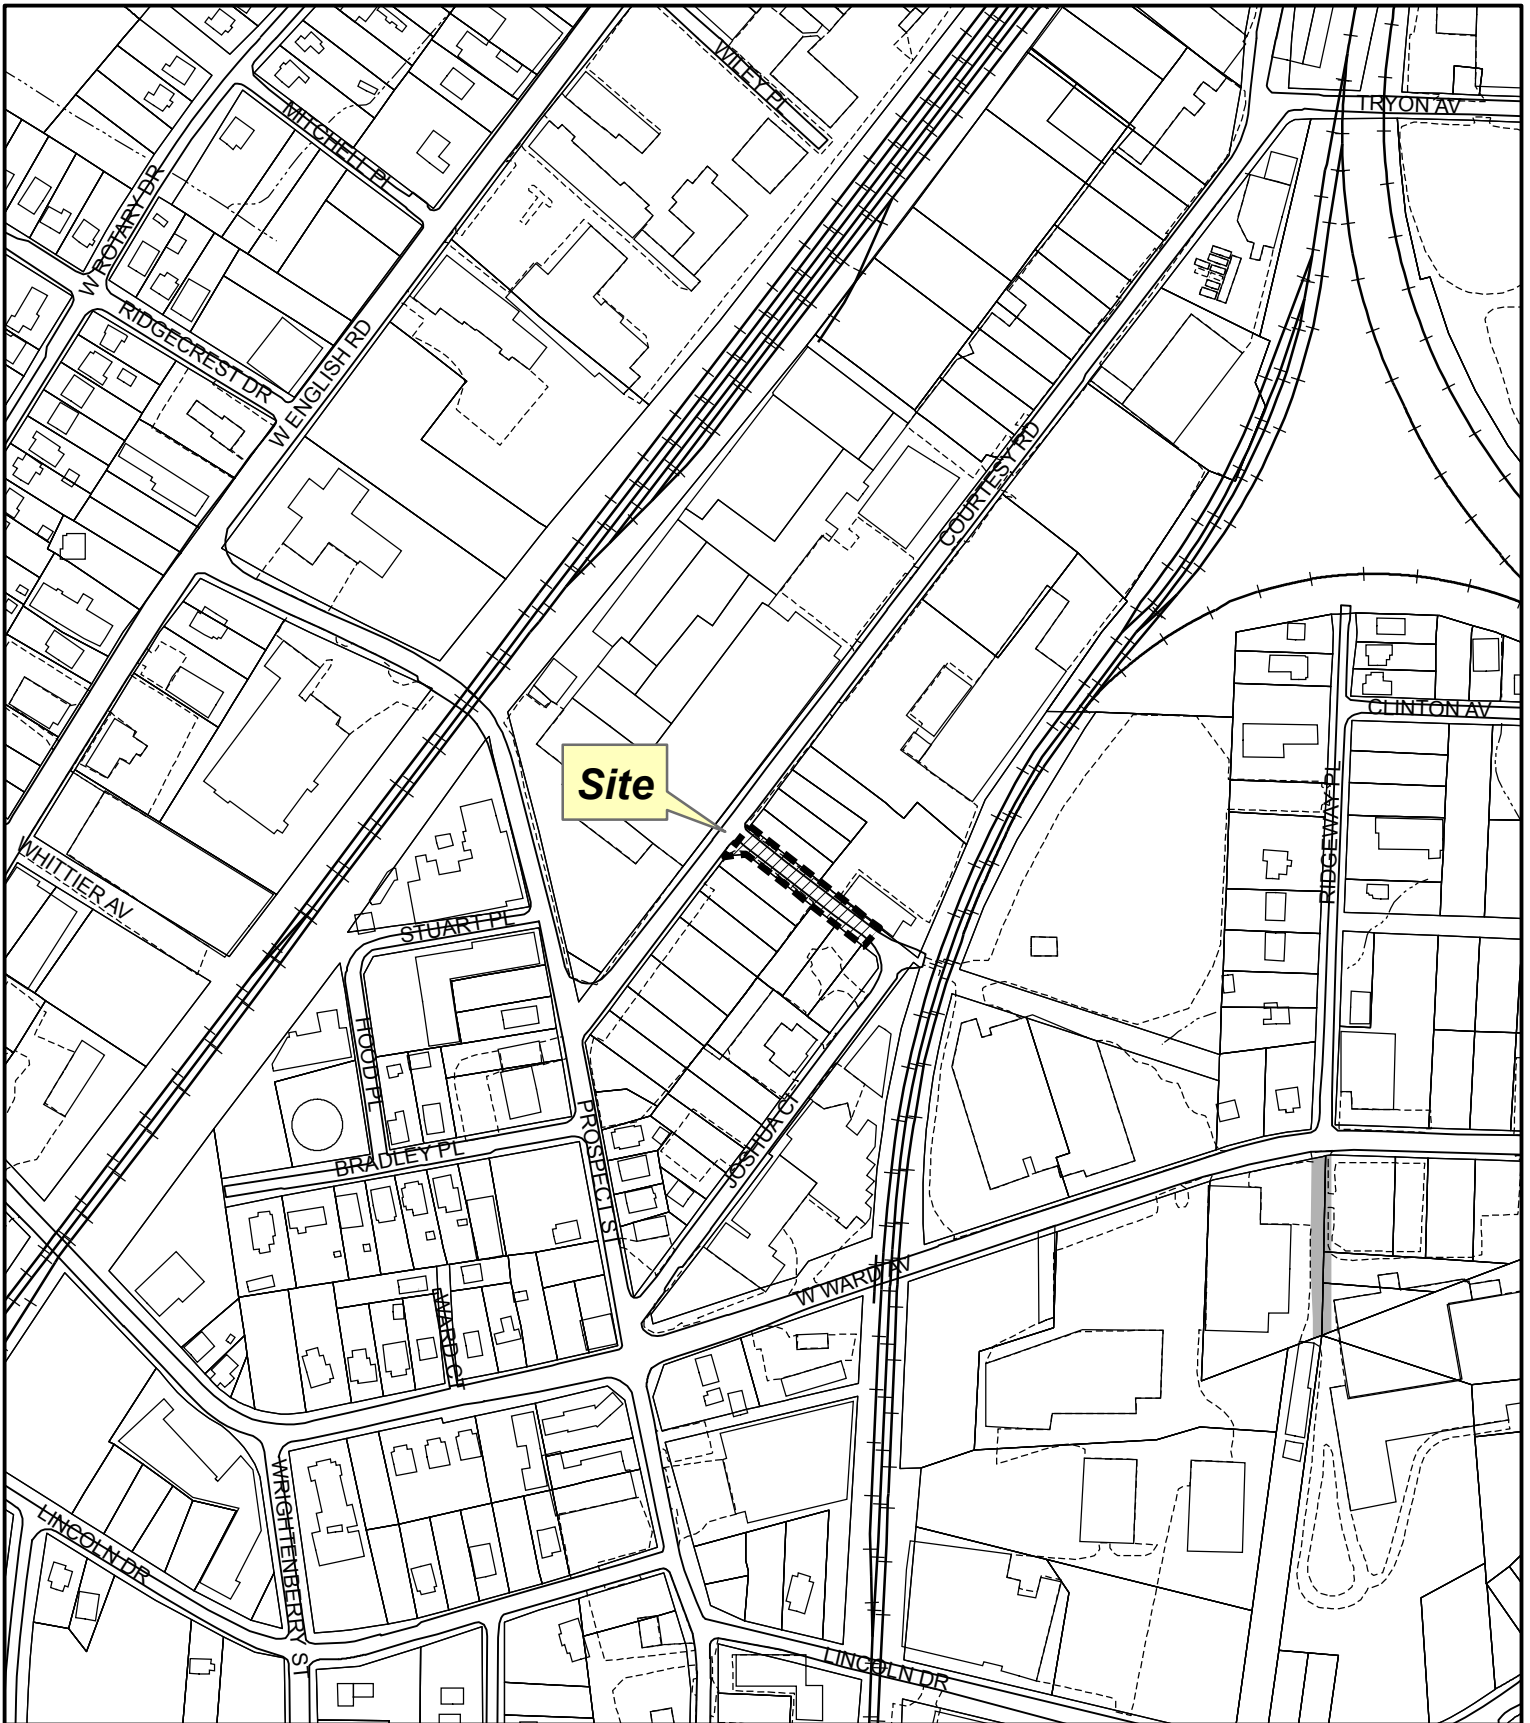 WILEY PL
TRYON AV
MITCHELL PL
W ROTARY DR
RIDGECREST DR
W ENGLISH RD
COURTESY RD
CLINTON AV
Site
RIDGEWAY PL
WHITTIER AV
STUART PL
HOOD PL
PROSPECT ST
JOSHUA CI
BRADLEY PL
W WARD AV
WARD CT
WRIGHTENBERRY ST
LINCOLN DR
LINCOLN DR